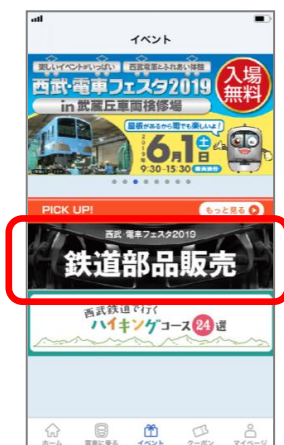 イベント
楽しいイベントがいっぱい 西武電車とふれあい体験
西武・電車フェスタ2019
in 武蔵丘車両検修場
入場
無料
屋根があるから雨でも楽しいよ!
2019年
6月1日
土
9:30-15:30
PICK UP!
もっと見る
西武・電車フェスタ2019
鉄道部品販売
西武鉄道で行く
ハイキングコース24選
ホーム 電車に乗る イベント クーポン マイページ